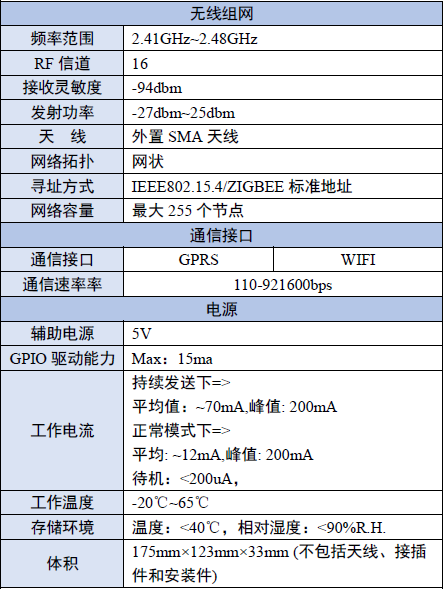 无线组网
频率范围 2.41GHz~2.48GHz
RF 信道 16
接收灵敏度 -94dbm
发射功率 -27dbm~25dbm
天 线 外置 SMA 天线
网络拓扑 网状
寻址方式 IEEE802.15.4/ZIGBEE 标准地址
网络容量 最大 255 个节点
通信接口
通信接口 GPRS WIFI
通信速率率 110-921600bps
电源
辅助电源 5V
GPIO 驱动能力 Max：15ma
工作电流
持续发送下=>
平均值：~70mA,峰值: 200mA
正常模式下=>
平均: ~12mA,峰值: 200mA
待机：<200uA，
工作温度 -20℃~65℃
存储环境 温度：<40℃，相对湿度：<90%R.H.
体积 175mm×123mm×33mm (不包括天线、接插
件和安装件)